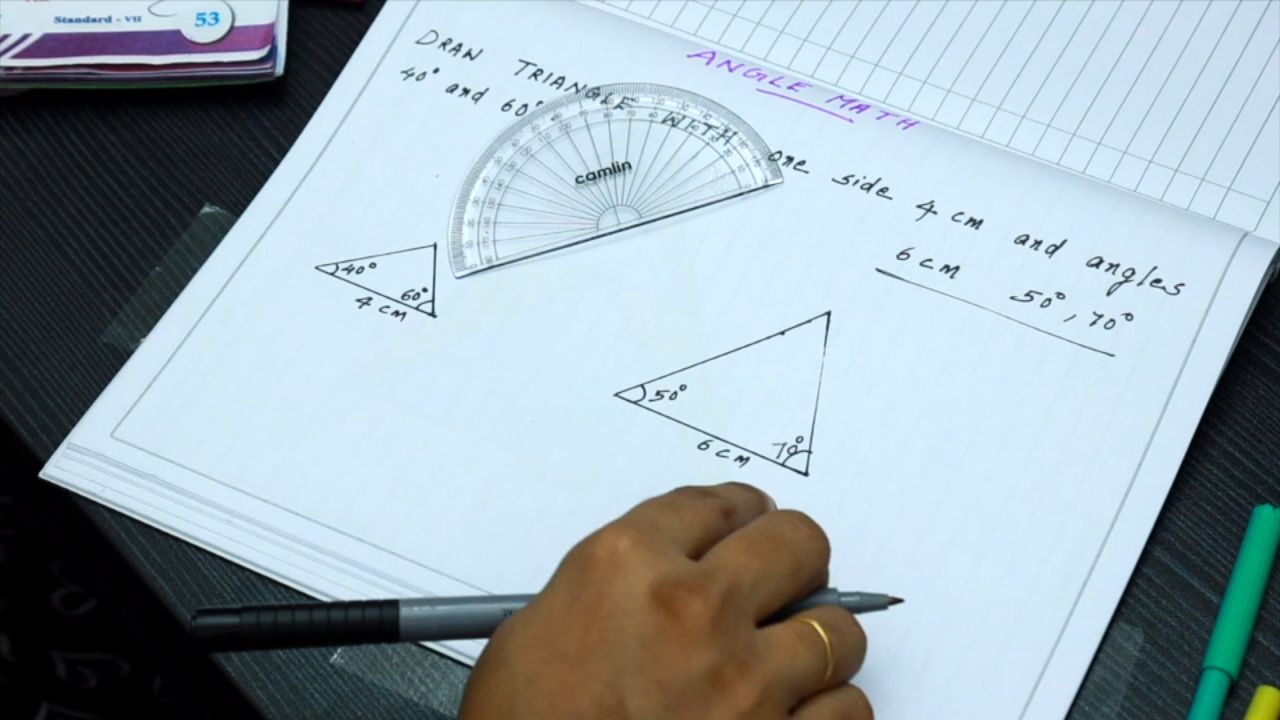 Standard - VII
53
ANGLE MATH
DRAN TRIANGLE WITH one side 4 cm and angles
40° and 60°
6 cm 50°, 70°
camlin
40°
60°
4 CM
50°
70°
6 CM